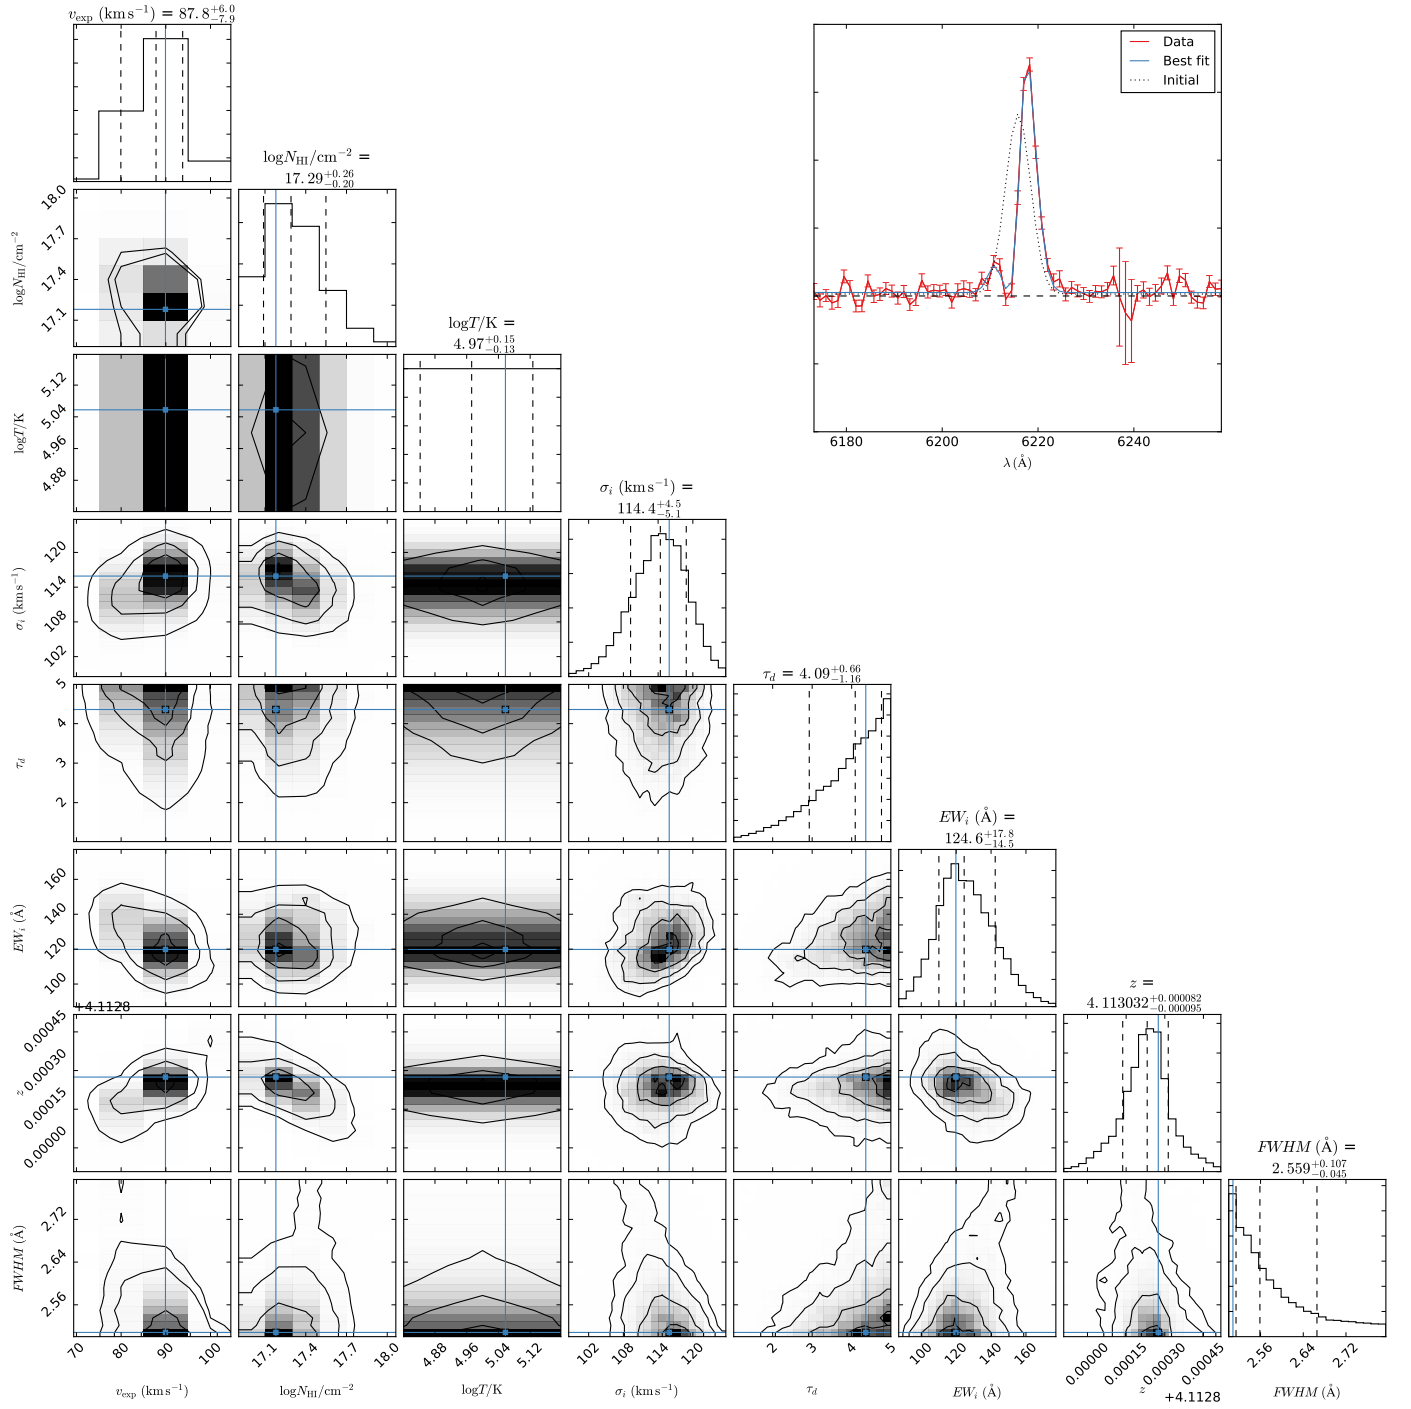 v_exp (km s⁻¹) = 87.8 +6.0 −7.9
Data
Best fit
Initial
log N_HI/cm⁻² =
17.29 +0.26 −0.20
18.0
17.7
17.4
17.1
log N_HI/cm⁻²
log T/K =
4.97 +0.15 −0.13
5.12
5.04
4.96
4.88
log T/K
6180
6200
6220
6240
λ (Å)
σ_i (km s⁻¹) =
114.4 +4.5 −5.1
120
114
108
102
σ_i (km s⁻¹)
τ_d = 4.09 +0.66 −1.16
5
4
3
2
τ_d
EW_i (Å) =
124.6 +17.8 −14.5
160
140
120
100
EW_i (Å)
z =
4.113032 +0.000082 −0.000095
+4.1128
0.00045
0.00030
0.00015
0.00000
z
FWHM (Å) =
2.559 +0.107 −0.045
2.72
2.64
2.56
FWHM (Å)
70 80 90 100
17.1 17.4 17.7 18.0
4.88 4.96 5.04 5.12
102 108 114 120
2 3 4 5
100 120 140 160
0.00000 0.00015 0.00030 0.00045
2.56 2.64 2.72
v_exp (km s⁻¹)
log N_HI/cm⁻²
log T/K
σ_i (km s⁻¹)
τ_d
EW_i (Å)
z
+4.1128
FWHM (Å)